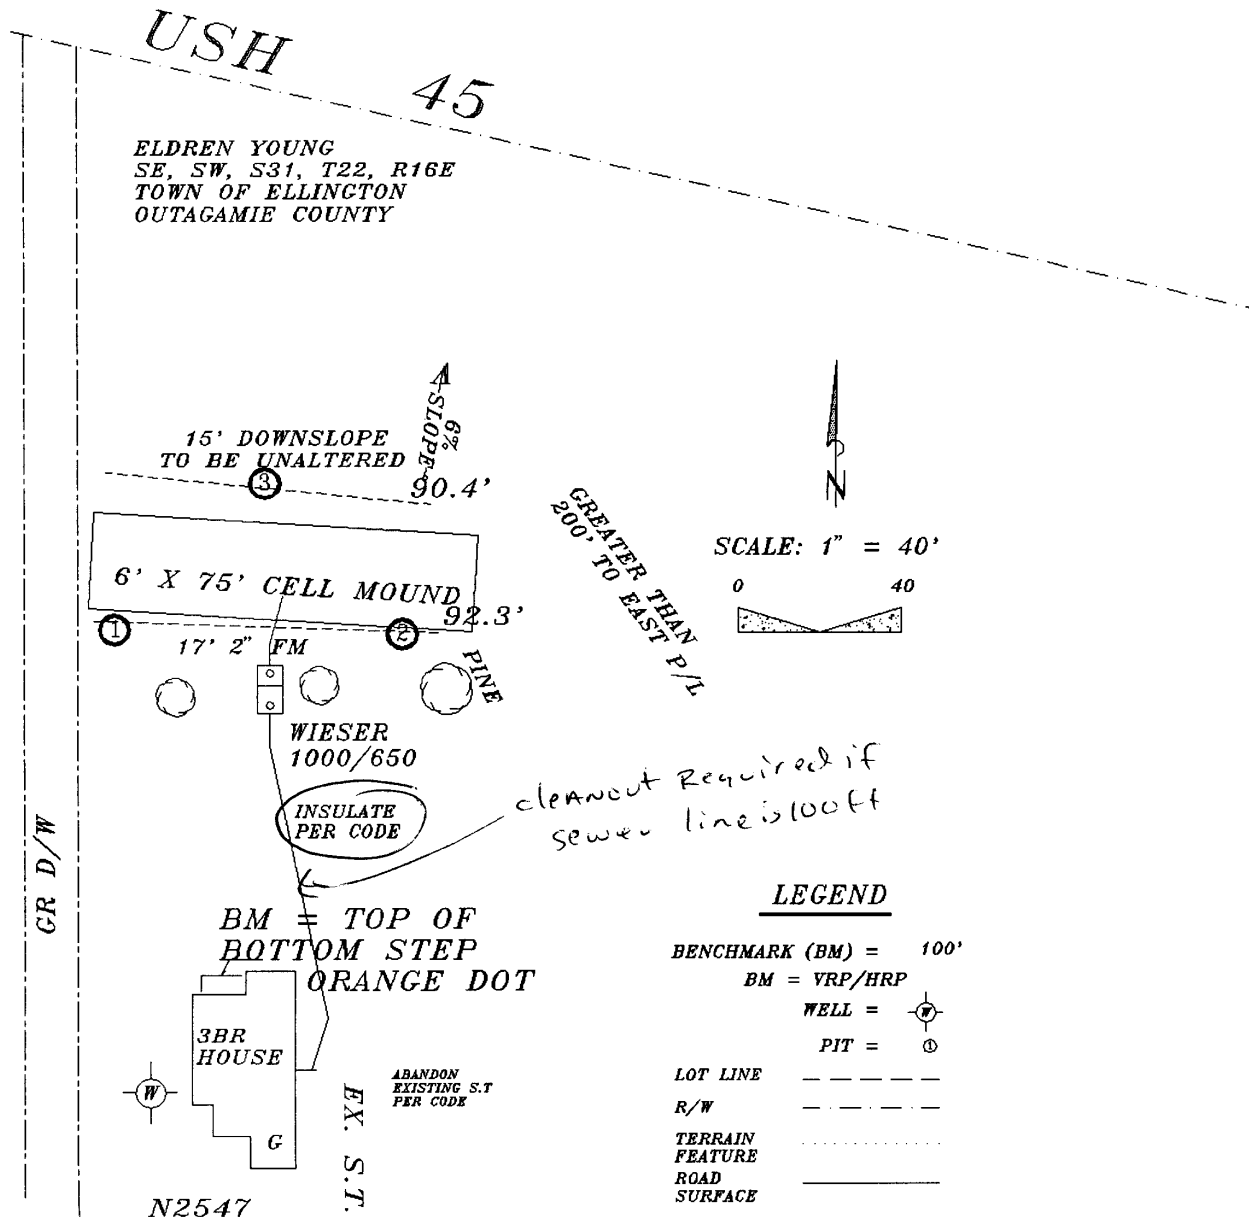 USH 45
ELDREN YOUNG
SE, SW, S31, T22, R16E
TOWN OF ELLINGTON
OUTAGAMIE COUNTY
6%
SLOPE
15' DOWNSLOPE
TO BE UNALTERED
3
90.4'
GREATER THAN
200' TO EAST P/L
N
SCALE: 1" = 40'
0 40
6' X 75' CELL MOUND
92.3'
1
2
17' 2" FM
PINE
WIESER
1000/650
INSULATE
PER CODE
cleanout Required if
sewer line is 100 ft
GR D/W
BM = TOP OF
BOTTOM STEP
ORANGE DOT
3BR
HOUSE
W
G
ABANDON
EXISTING S.T
PER CODE
EX. S.T.
N2547
LEGEND
BENCHMARK (BM) = 100'
BM = VRP/HRP
WELL = W
PIT = 1
LOT LINE
R/W
TERRAIN
FEATURE
ROAD
SURFACE